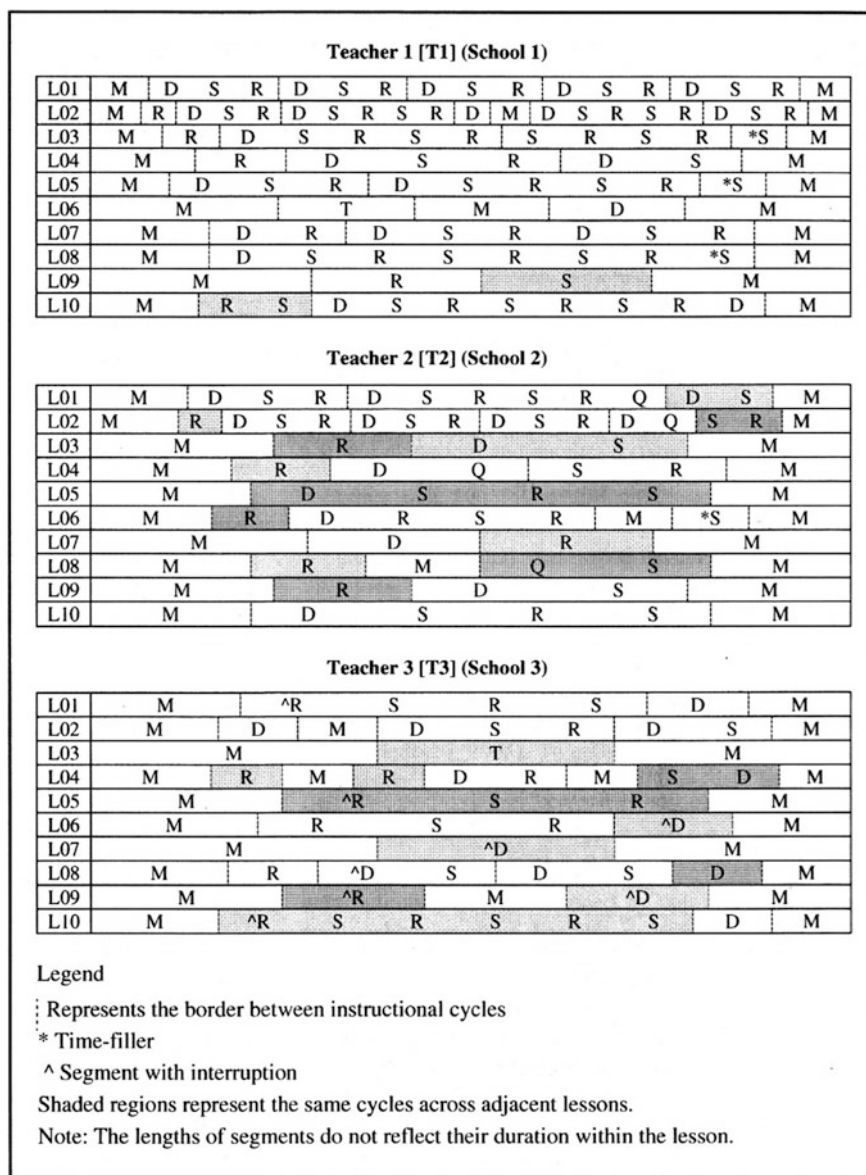 Teacher 1 [T1] (School 1)
L01 M D S R D S R D S R D S R D S R M
L02 M R D S R D S R S R D M D S R S R D S R M
L03 M R D S R S R S R S R *S M
L04 M R D S R D S M
L05 M D S R D S R S R *S M
L06 M T M D M
L07 M D R D S R D S R M
L08 M D S R S R S R *S M
L09 M R S M
L10 M R S D S R S R S R D M
Teacher 2 [T2] (School 2)
L01 M D S R D S R S R Q D S M
L02 M R D S R D S R D S R D Q S R M
L03 M R D S M
L04 M R D Q S R M
L05 M D S R S M
L06 M R D R S R M *S M
L07 M D R M
L08 M R M Q S M
L09 M R D S M
L10 M D S R S M
Teacher 3 [T3] (School 3)
L01 M ^R S R S D M
L02 M D M D S R D S M
L03 M T M
L04 M R M R D R M S D M
L05 M ^R S R M
L06 M R S R ^D M
L07 M ^D M
L08 M R ^D S D S D M
L09 M ^R M ^D M
L10 M ^R S R S R S D M
Legend
Represents the border between instructional cycles
* Time-filler
^ Segment with interruption
Shaded regions represent the same cycles across adjacent lessons.
Note: The lengths of segments do not reflect their duration within the lesson.